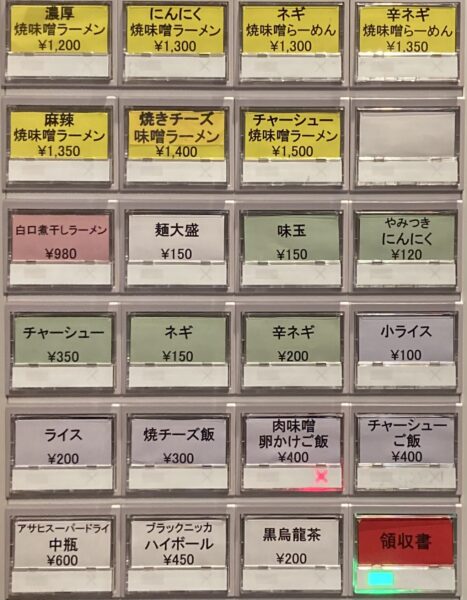 濃厚
焼味噌ラーメン
¥1,200
にんにく
焼味噌ラーメン
¥1,300
ネギ
焼味噌らーめん
¥1,300
辛ネギ
焼味噌らーめん
¥1,350
麻辣
焼味噌ラーメン
¥1,350
焼きチーズ
味噌ラーメン
¥1,400
チャーシュー
焼味噌ラーメン
¥1,500
白口煮干しラーメン
¥980
麺大盛
¥150
味玉
¥150
やみつき
にんにく
¥120
チャーシュー
¥350
ネギ
¥150
辛ネギ
¥200
小ライス
¥100
ライス
¥200
焼チーズ飯
¥300
肉味噌
卵かけご飯
¥400
チャーシュー
ご飯
¥400
アサヒスーパードライ
中瓶
¥600
ブラックニッカ
ハイボール
¥450
黒烏龍茶
¥200
領収書